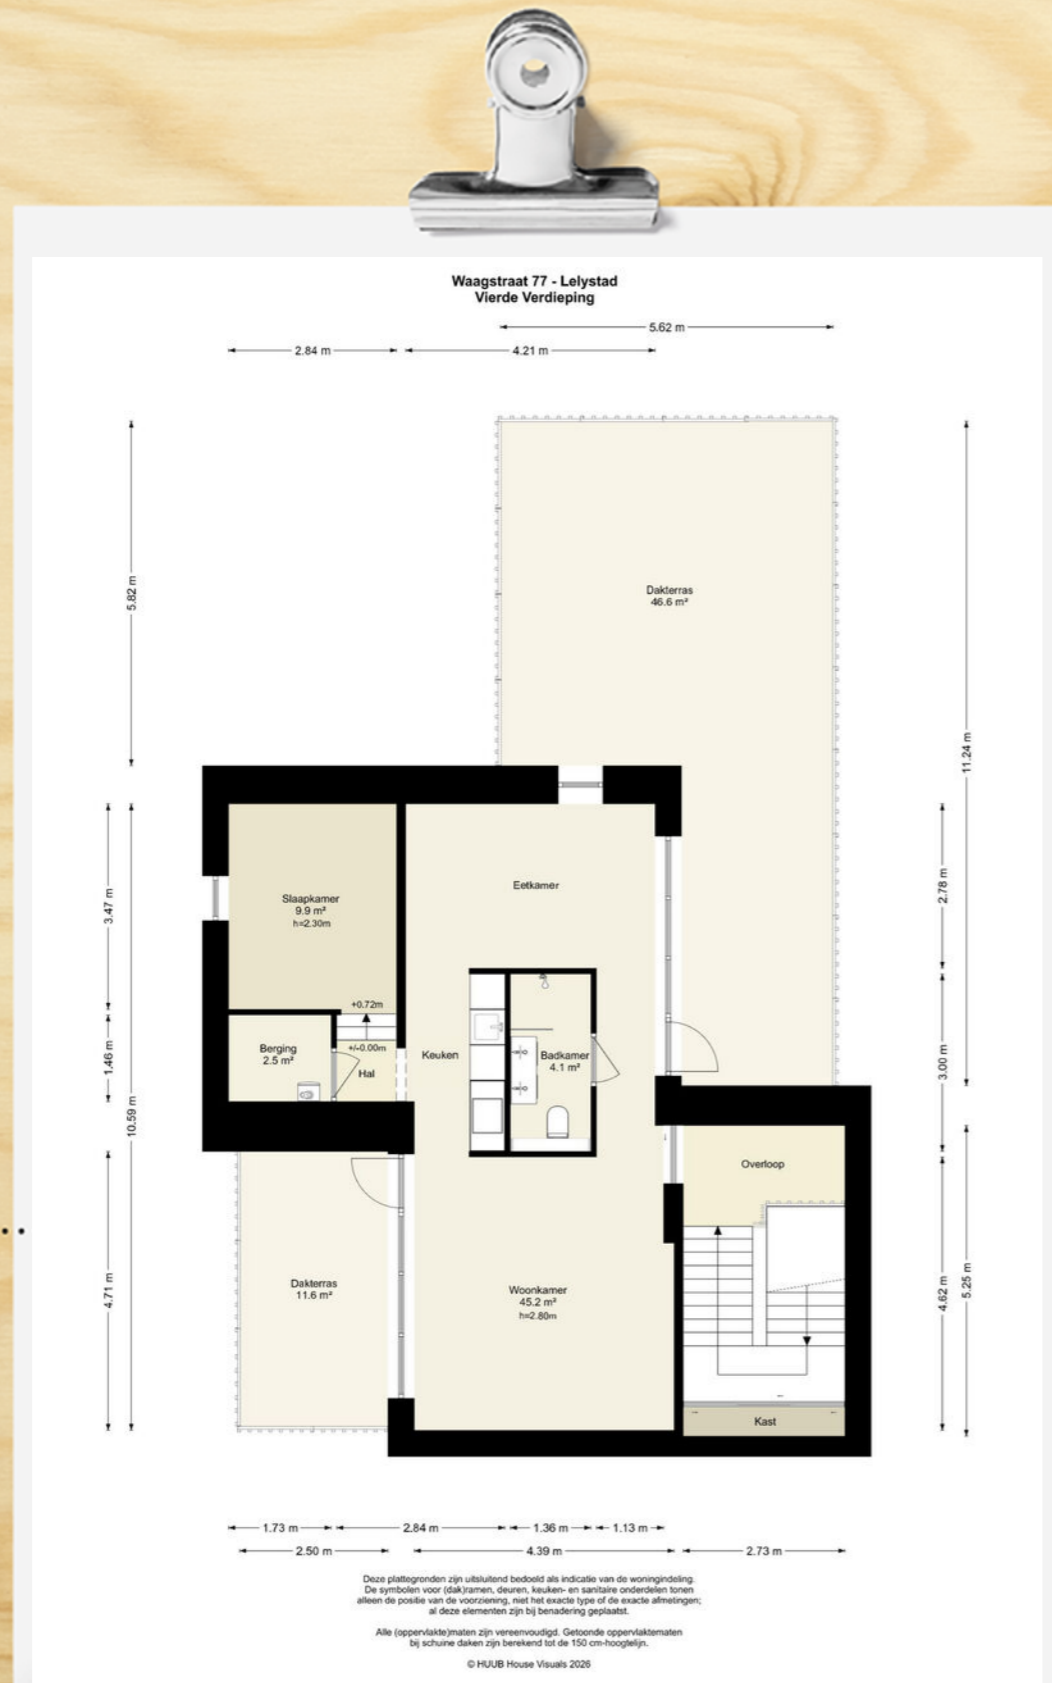 Waagstraat 77 - Lelystad
Vierde Verdieping
5.62 m
2.84 m
4.21 m
5.82 m
Dakterras
46.6 m²
11.24 m
3.47 m
Slaapkamer
9.9 m²
h=2.30m
Eetkamer
2.78 m
+0.72m
+/-0.00m
1.46 m
Berging
2.5 m²
Hal
Keuken
Badkamer
4.1 m²
3.00 m
10.59 m
Overloop
4.71 m
Dakterras
11.6 m²
Woonkamer
45.2 m²
h=2.80m
4.62 m
5.25 m
Kast
1.73 m
2.84 m
1.36 m
1.13 m
2.50 m
4.39 m
2.73 m
Deze plattegronden zijn uitsluitend bedoeld als indicatie van de woningindeling.
De symbolen voor (dak)ramen, deuren, keuken- en sanitaire onderdelen tonen
alleen de positie van de voorziening, niet het exacte type of de exacte afmetingen;
al deze elementen zijn bij benadering geplaatst.
Alle (oppervlakte)maten zijn vereenvoudigd. Getoonde oppervlaktematen
bij schuine daken zijn berekend tot de 150 cm-hoogtelijn.
© HUUB House Visuals 2026